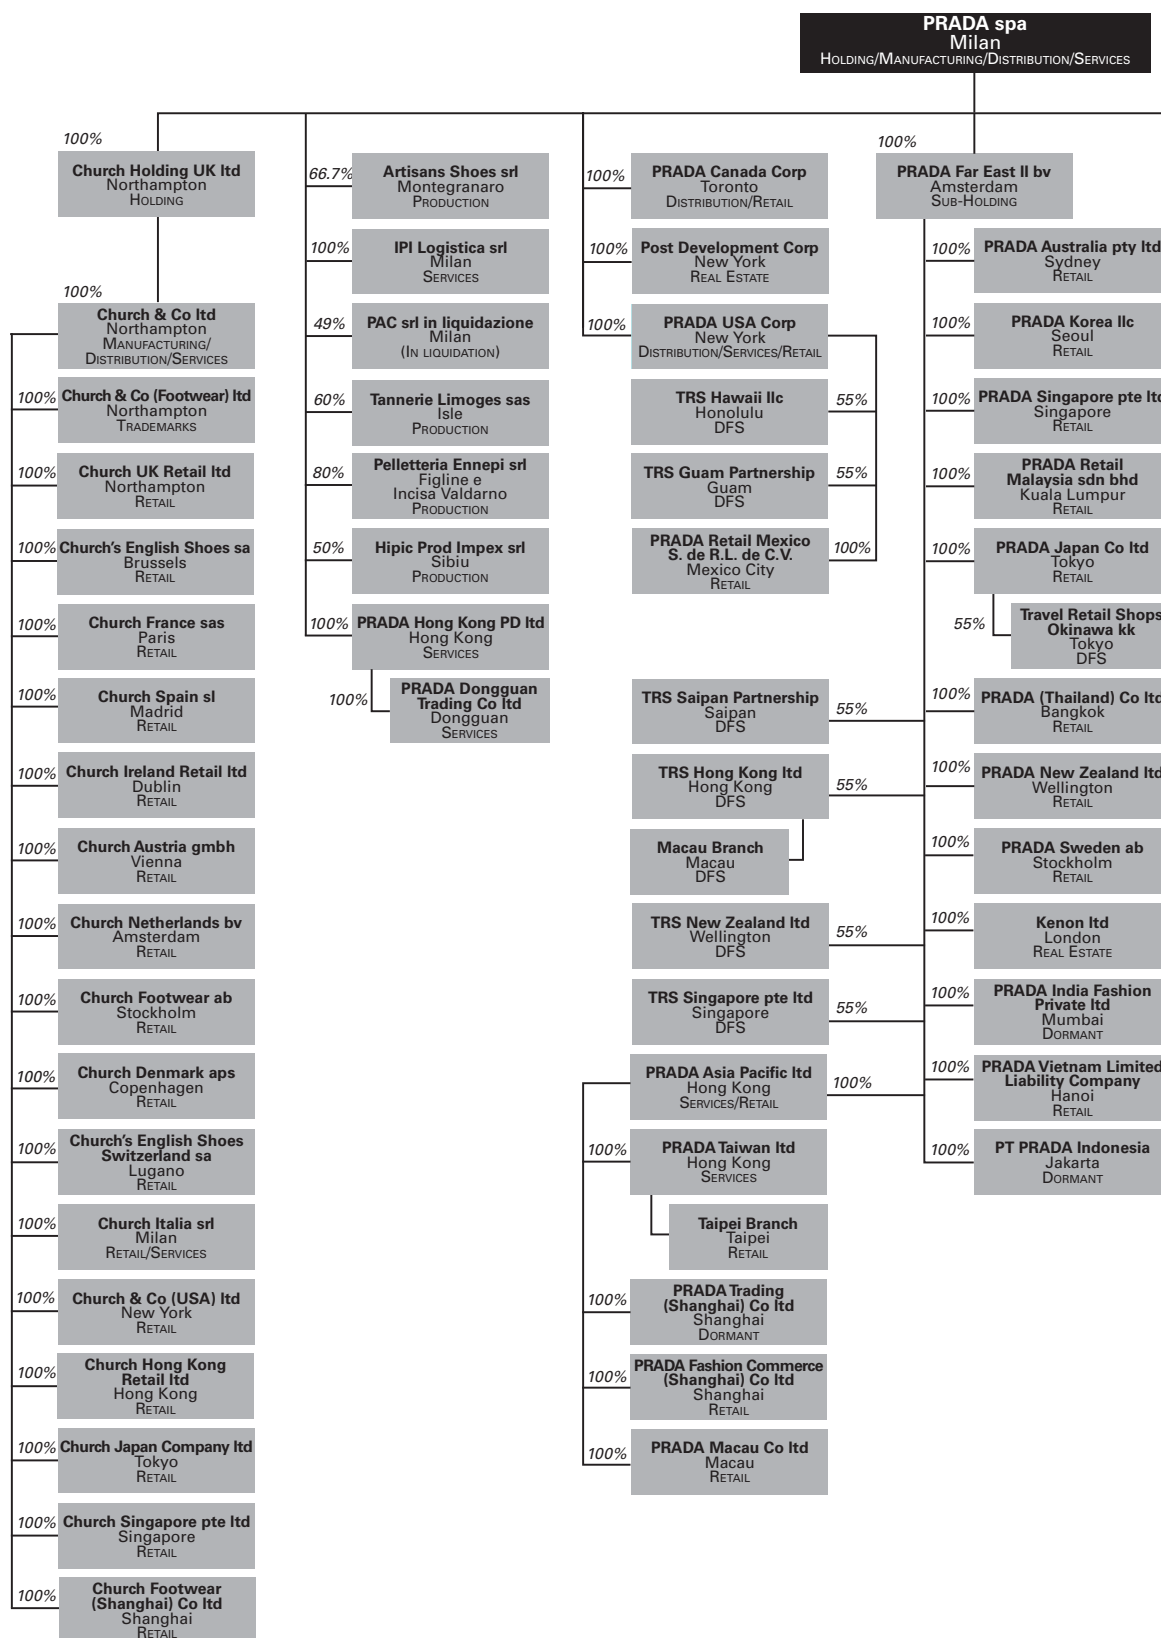 PRADA spa
Milan
HOLDING/MANUFACTURING/DISTRIBUTION/SERVICES
100%
Church Holding UK ltd
Northampton
HOLDING
100%
Church & Co ltd
Northampton
MANUFACTURING/
DISTRIBUTION/SERVICES
100%
Church & Co (Footwear) ltd
Northampton
TRADEMARKS
100%
Church UK Retail ltd
Northampton
RETAIL
100%
Church's English Shoes sa
Brussels
RETAIL
100%
Church France sas
Paris
RETAIL
100%
Church Spain sl
Madrid
RETAIL
100%
Church Ireland Retail ltd
Dublin
RETAIL
100%
Church Austria gmbh
Vienna
RETAIL
100%
Church Netherlands bv
Amsterdam
RETAIL
100%
Church Footwear ab
Stockholm
RETAIL
100%
Church Denmark aps
Copenhagen
RETAIL
100%
Church's English Shoes
Switzerland sa
Lugano
RETAIL
100%
Church Italia srl
Milan
RETAIL/SERVICES
100%
Church & Co (USA) ltd
New York
RETAIL
100%
Church Hong Kong
Retail ltd
Hong Kong
RETAIL
100%
Church Japan Company ltd
Tokyo
RETAIL
100%
Church Singapore pte ltd
Singapore
RETAIL
100%
Church Footwear
(Shanghai) Co ltd
Shanghai
RETAIL
66.7%
Artisans Shoes srl
Montegranaro
PRODUCTION
100%
IPI Logistica srl
Milan
SERVICES
49%
PAC srl in liquidazione
Milan
(IN LIQUIDATION)
60%
Tannerie Limoges sas
Isle
PRODUCTION
80%
Pelletteria Ennepi srl
Figline e
Incisa Valdarno
PRODUCTION
50%
Hipic Prod Impex srl
Sibiu
PRODUCTION
100%
PRADA Hong Kong PD ltd
Hong Kong
SERVICES
100%
PRADA Dongguan
Trading Co ltd
Dongguan
SERVICES
100%
PRADA Canada Corp
Toronto
DISTRIBUTION/RETAIL
100%
Post Development Corp
New York
REAL ESTATE
100%
PRADA USA Corp
New York
DISTRIBUTION/SERVICES/RETAIL
TRS Hawaii llc
Honolulu
DFS
55%
TRS Guam Partnership
Guam
DFS
55%
PRADA Retail Mexico
S. de R.L. de C.V.
Mexico City
RETAIL
100%
TRS Saipan Partnership
Saipan
DFS
55%
TRS Hong Kong ltd
Hong Kong
DFS
55%
Macau Branch
Macau
DFS
TRS New Zealand ltd
Wellington
DFS
55%
TRS Singapore pte ltd
Singapore
DFS
55%
PRADA Asia Pacific ltd
Hong Kong
SERVICES/RETAIL
100%
100%
PRADA Taiwan ltd
Hong Kong
SERVICES
Taipei Branch
Taipei
RETAIL
100%
PRADA Trading
(Shanghai) Co ltd
Shanghai
DORMANT
100%
PRADA Fashion Commerce
(Shanghai) Co ltd
Shanghai
RETAIL
100%
PRADA Macau Co ltd
Macau
RETAIL
100%
PRADA Far East II bv
Amsterdam
SUB-HOLDING
100%
PRADA Australia pty ltd
Sydney
RETAIL
100%
PRADA Korea llc
Seoul
RETAIL
100%
PRADA Singapore pte ltd
Singapore
RETAIL
100%
PRADA Retail
Malaysia sdn bhd
Kuala Lumpur
RETAIL
100%
PRADA Japan Co ltd
Tokyo
RETAIL
55%
Travel Retail Shops
Okinawa kk
Tokyo
DFS
100%
PRADA (Thailand) Co ltd
Bangkok
RETAIL
100%
PRADA New Zealand ltd
Wellington
RETAIL
100%
PRADA Sweden ab
Stockholm
RETAIL
100%
Kenon ltd
London
REAL ESTATE
100%
PRADA India Fashion
Private ltd
Mumbai
DORMANT
100%
PRADA Vietnam Limited
Liability Company
Hanoi
RETAIL
100%
PT PRADA Indonesia
Jakarta
DORMANT